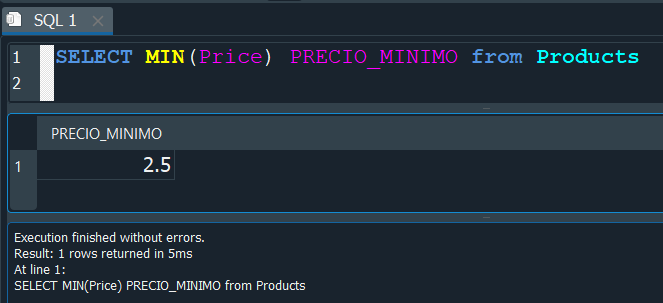 SQL 1
1 SELECT MIN(Price) PRECIO_MINIMO from Products
2
PRECIO_MINIMO
1 2.5
Execution finished without errors.
Result: 1 rows returned in 5ms
At line 1:
SELECT MIN(Price) PRECIO_MINIMO from Products